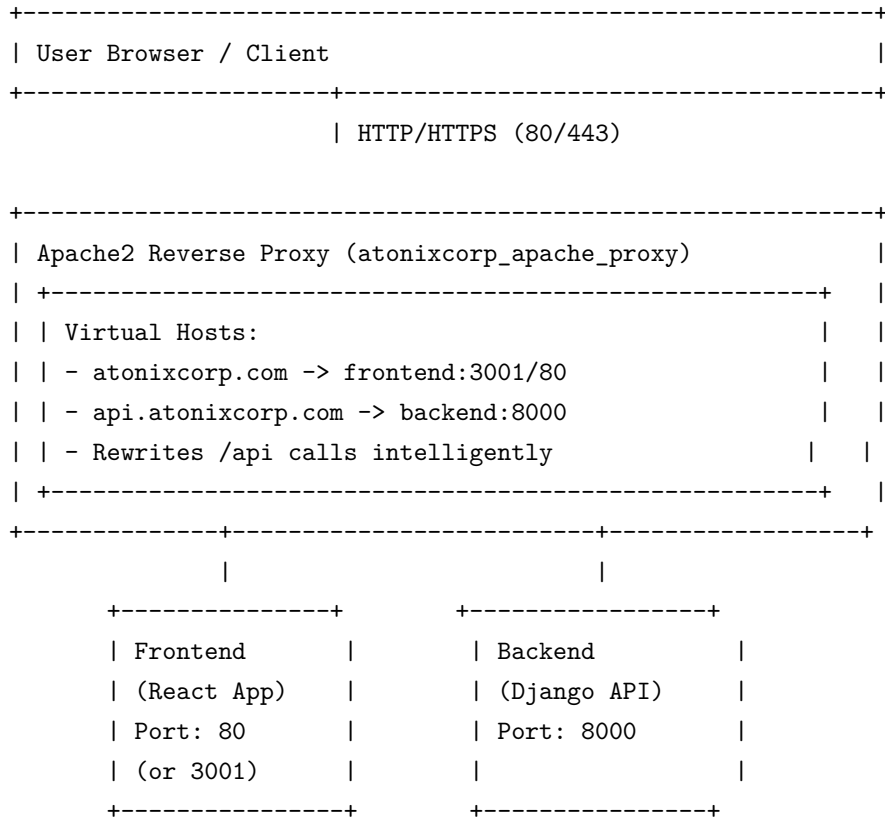 User Browser / Client
HTTP/HTTPS (80/443)
Apache2 Reverse Proxy (atonixcorp_apache_proxy)
Virtual Hosts:
- atonixcorp.com -> frontend:3001/80
- api.atonixcorp.com -> backend:8000
- Rewrites /api calls intelligently
Frontend
(React App)
Port: 80
(or 3001)
Backend
(Django API)
Port: 8000